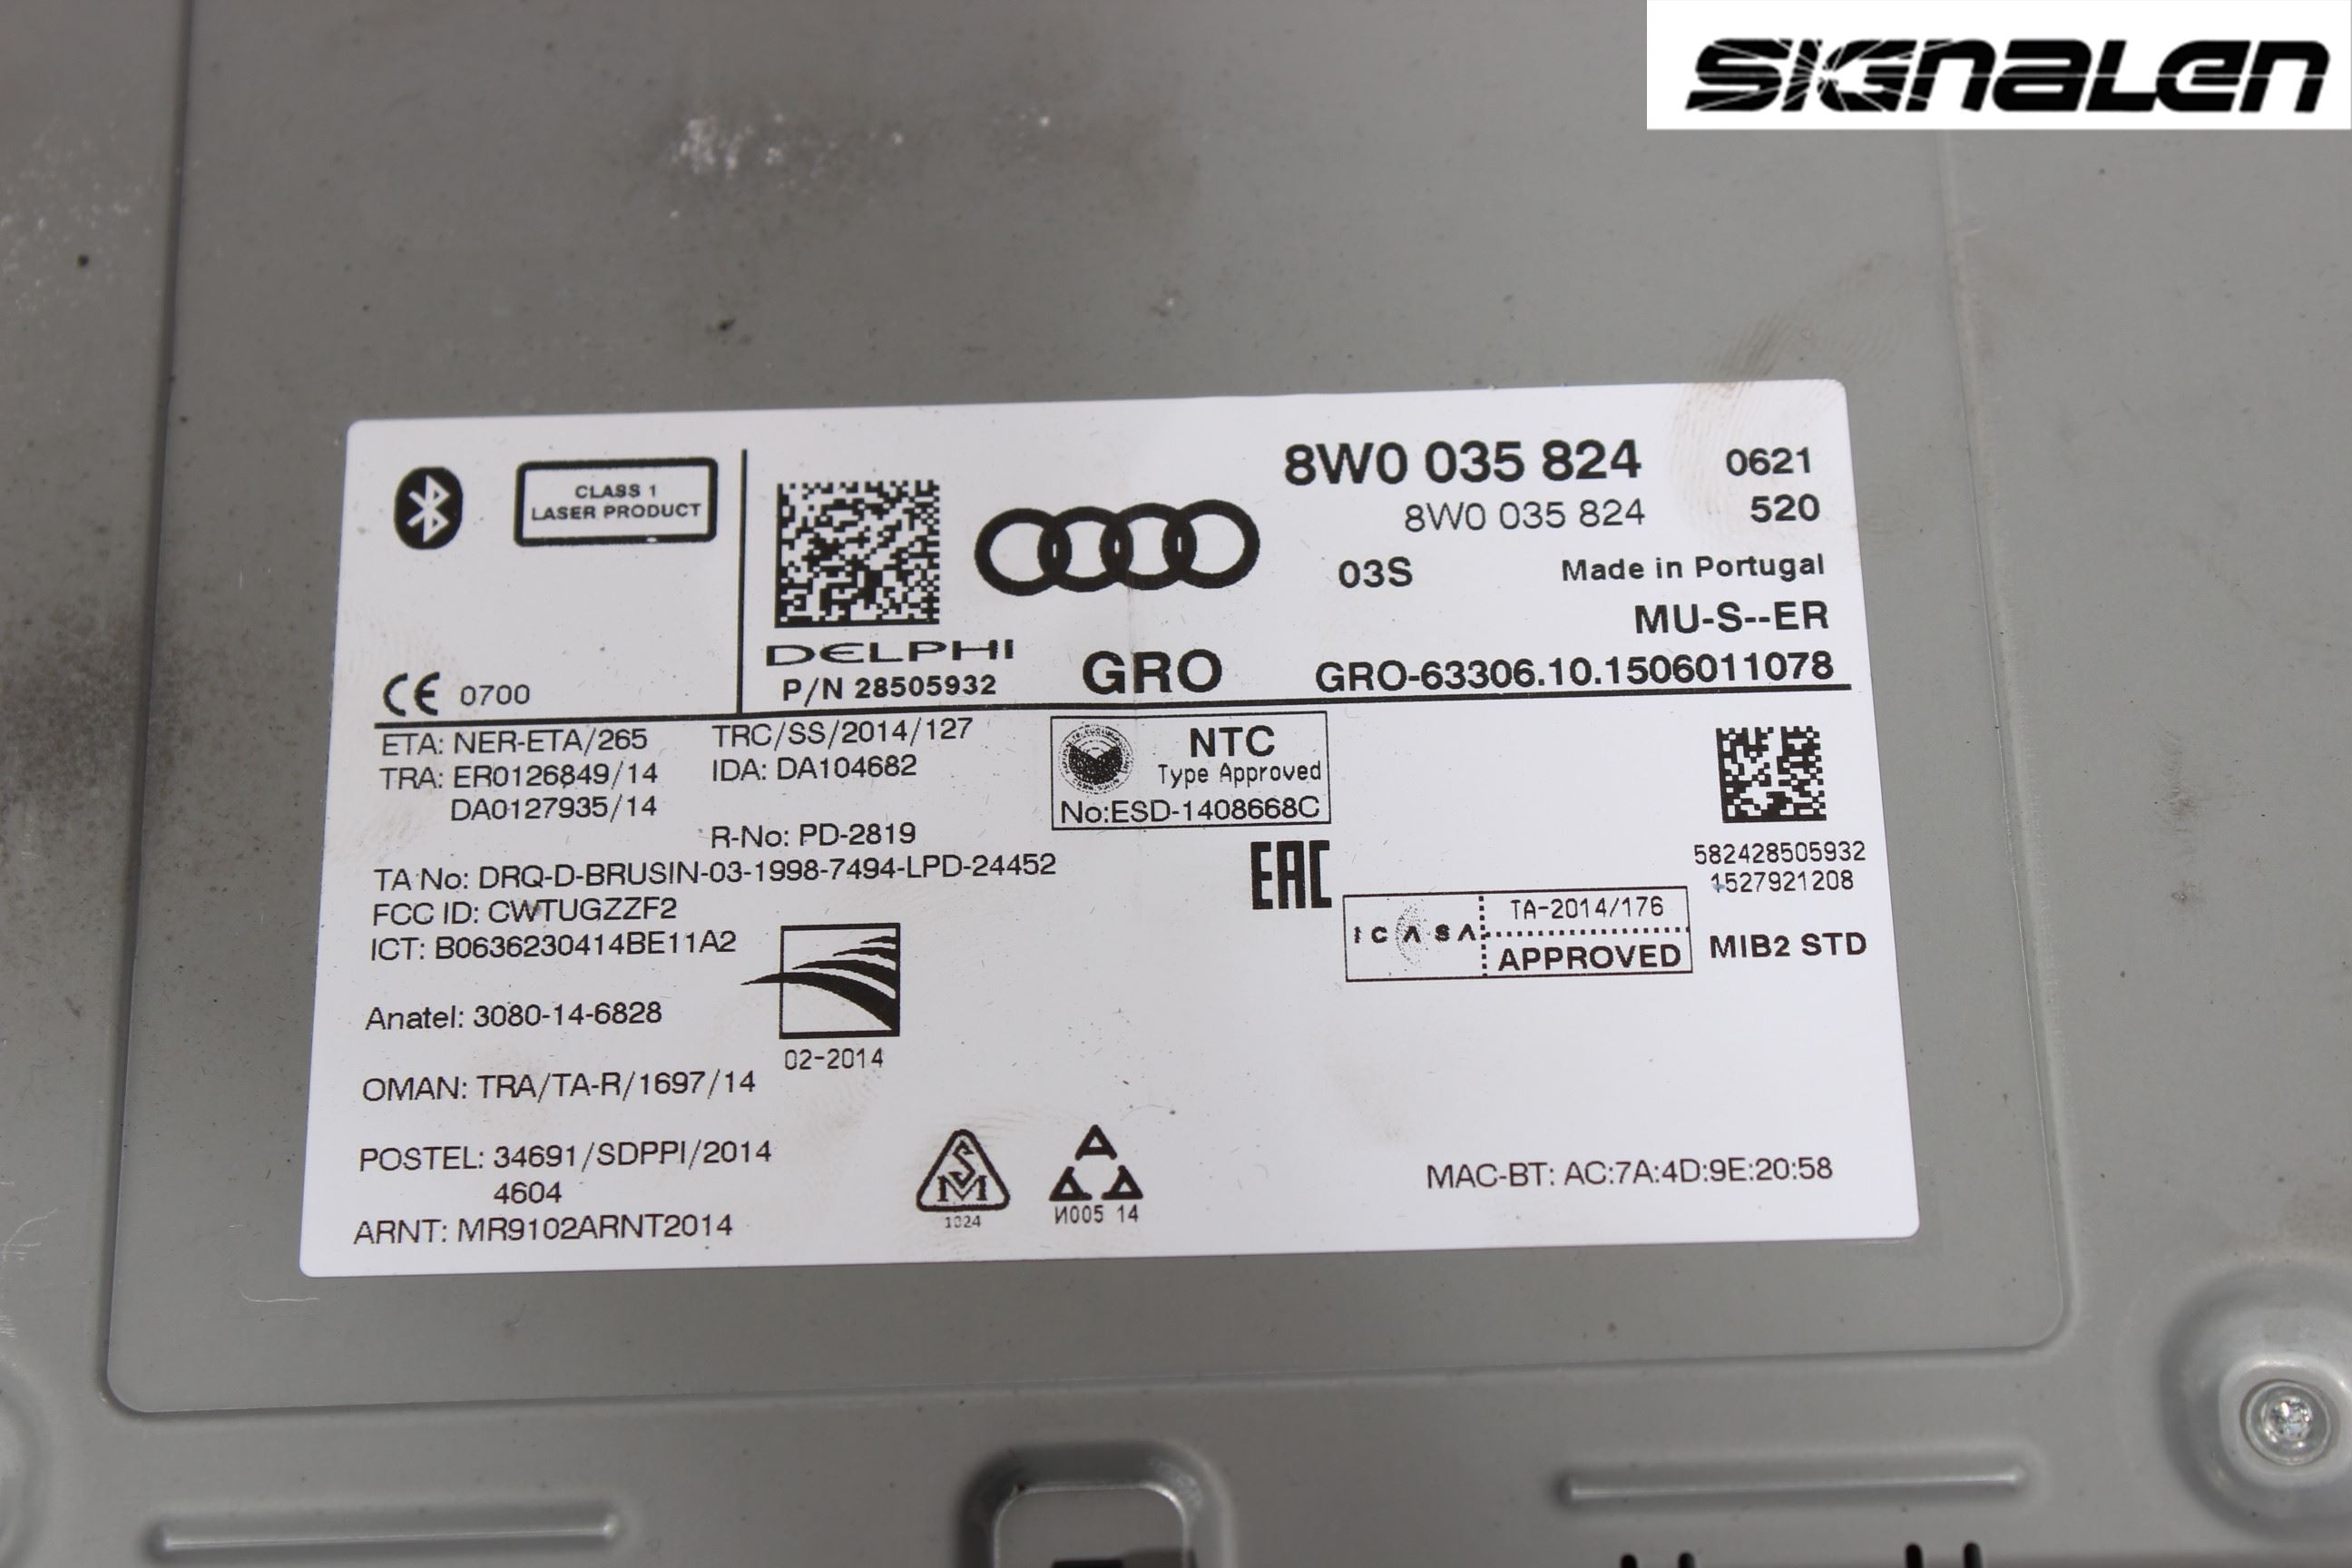 SIGNALEN
CLASS 1
LASER PRODUCT
CE 0700
DELPHI
P/N 28505932
GRO
8W0 035 824 0621
8W0 035 824 520
03S Made in Portugal
MU-S--ER
GRO-63306.10.1506011078
ETA: NER-ETA/265
TRA: ER0126849/14
DA0127935/14
TRC/SS/2014/127
IDA: DA104682
R-No: PD-2819
TA No: DRQ-D-BRUSIN-03-1998-7494-LPD-24452
FCC ID: CWTUGZZF2
ICT: B0636230414BE11A2
Anatel: 3080-14-6828
02-2014
OMAN: TRA/TA-R/1697/14
POSTEL: 34691/SDPPI/2014
4604
ARNT: MR9102ARNT2014
NTC
Type Approved
No:ESD-1408668C
EAC
ICASA
TA-2014/176
APPROVED
582428505932
1527921208
MIB2 STD
SM
1024
И005 14
MAC-BT: AC:7A:4D:9E:20:58